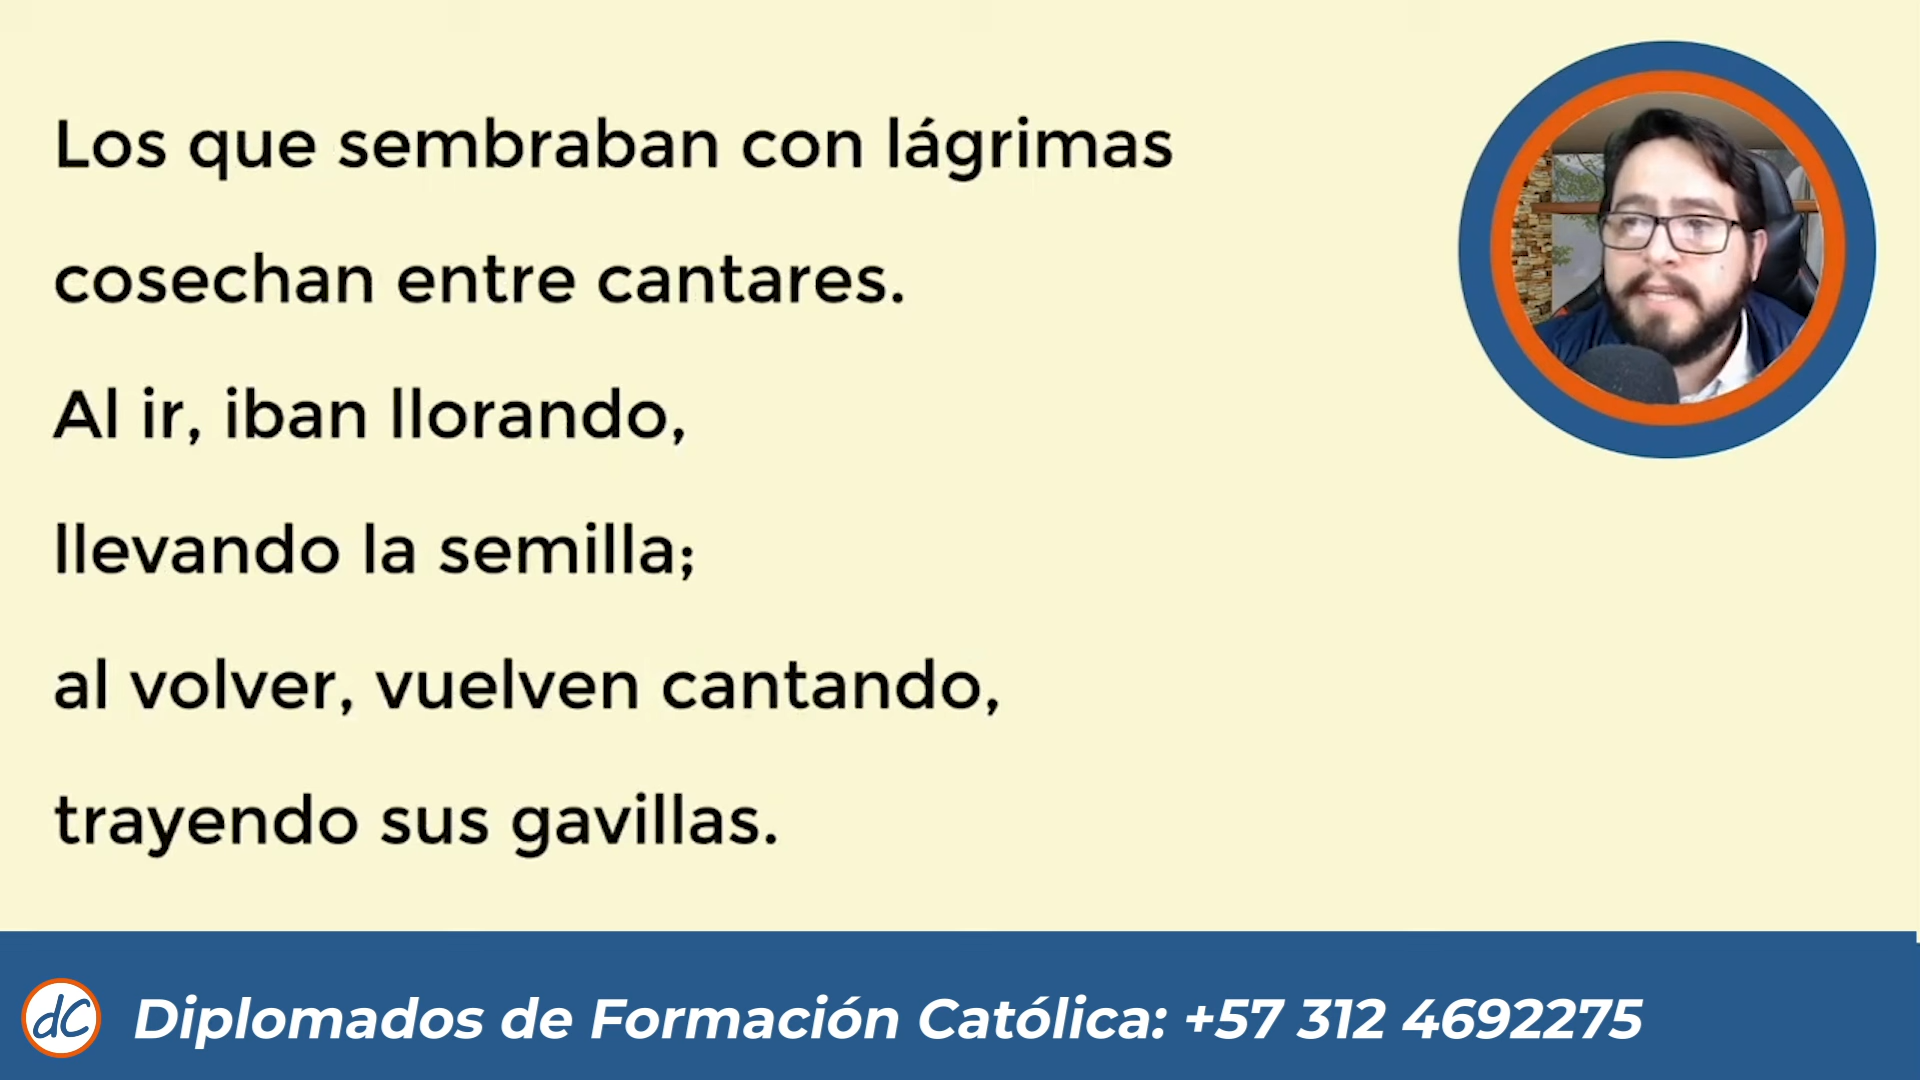 Los que sembraban con lágrimas
cosechan entre cantares.
Al ir, iban llorando,
llevando la semilla;
al volver, vuelven cantando,
trayendo sus gavillas.
dC Diplomados de Formación Católica: +57 312 4692275